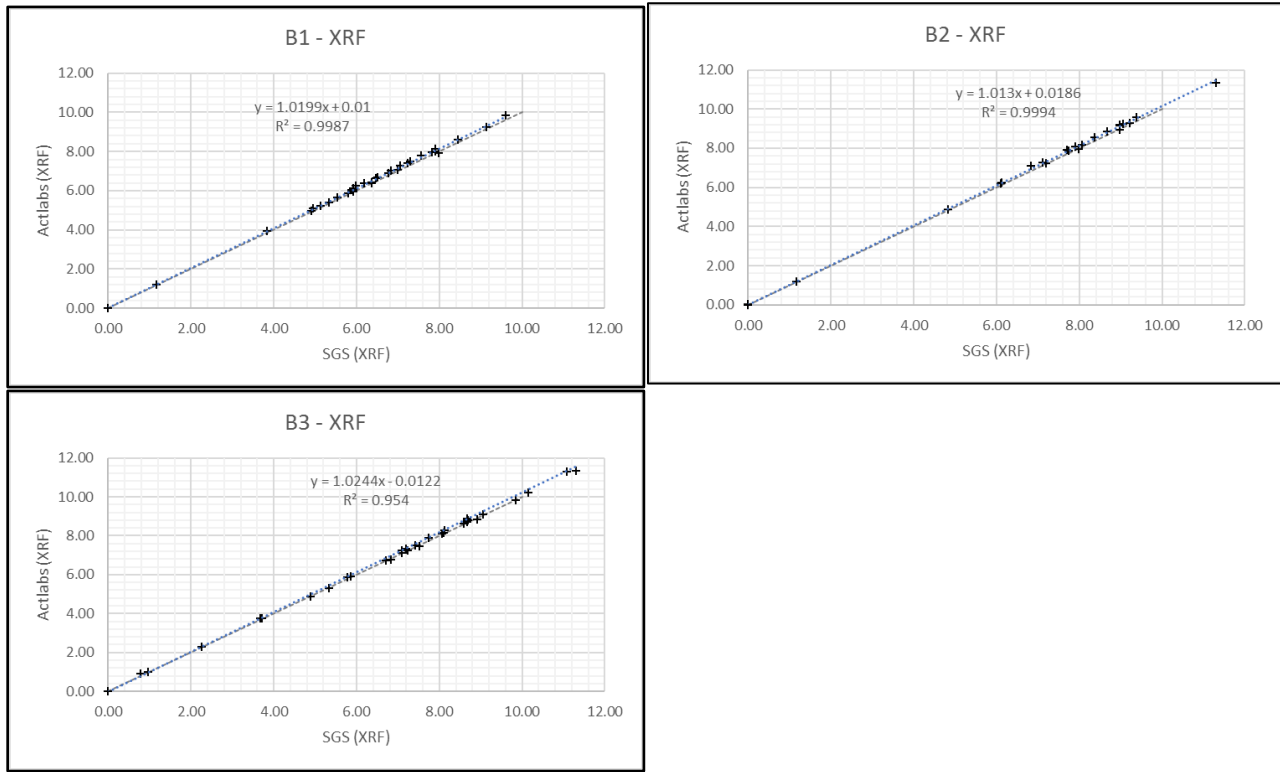 B1 - XRF
y = 1.0199x + 0.01
R² = 0.9987
12.00
10.00
8.00
6.00
4.00
2.00
0.00
Actlabs (XRF)
0.00 2.00 4.00 6.00 8.00 10.00 12.00
SGS (XRF)
B2 - XRF
y = 1.013x + 0.0186
R² = 0.9994
12.00
10.00
8.00
6.00
4.00
2.00
0.00
Actlabs (XRF)
0.00 2.00 4.00 6.00 8.00 10.00 12.00
SGS (XRF)
B3 - XRF
y = 1.0244x - 0.0122
R² = 0.954
12.00
10.00
8.00
6.00
4.00
2.00
0.00
Actlabs (XRF)
0.00 2.00 4.00 6.00 8.00 10.00 12.00
SGS (XRF)